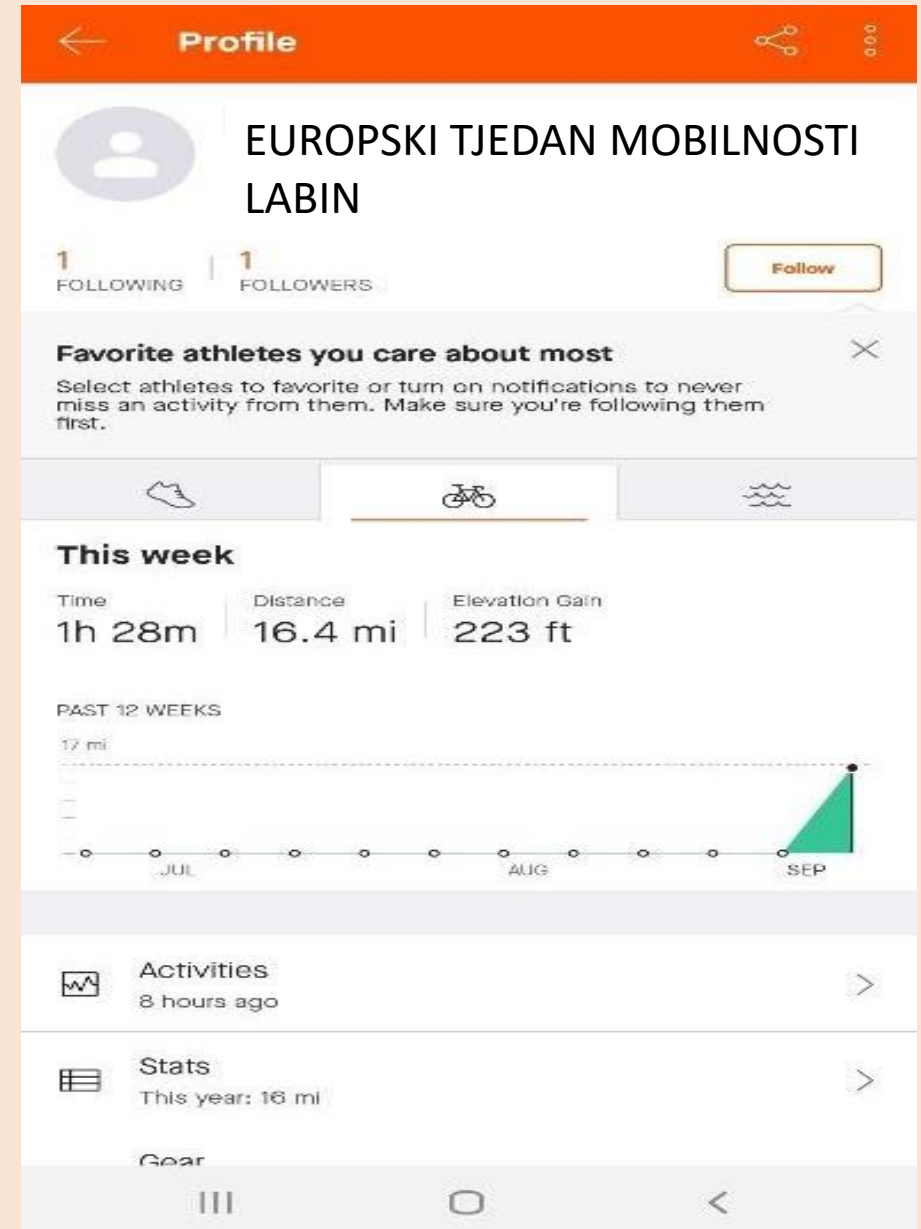 Profile
EUROPSKI TJEDAN MOBILNOSTI
LABIN
1 1
FOLLOWING FOLLOWERS
Follow
Favorite athletes you care about most
Select athletes to favorite or turn on notifications to never
miss an activity from them. Make sure you're following them
first.
This week
Time Distance Elevation Gain
1h 28m 16.4 mi 223 ft
PAST 12 WEEKS
17 mi
JUL AUG SEP
Activities
8 hours ago
Stats
This year: 16 mi
Gear